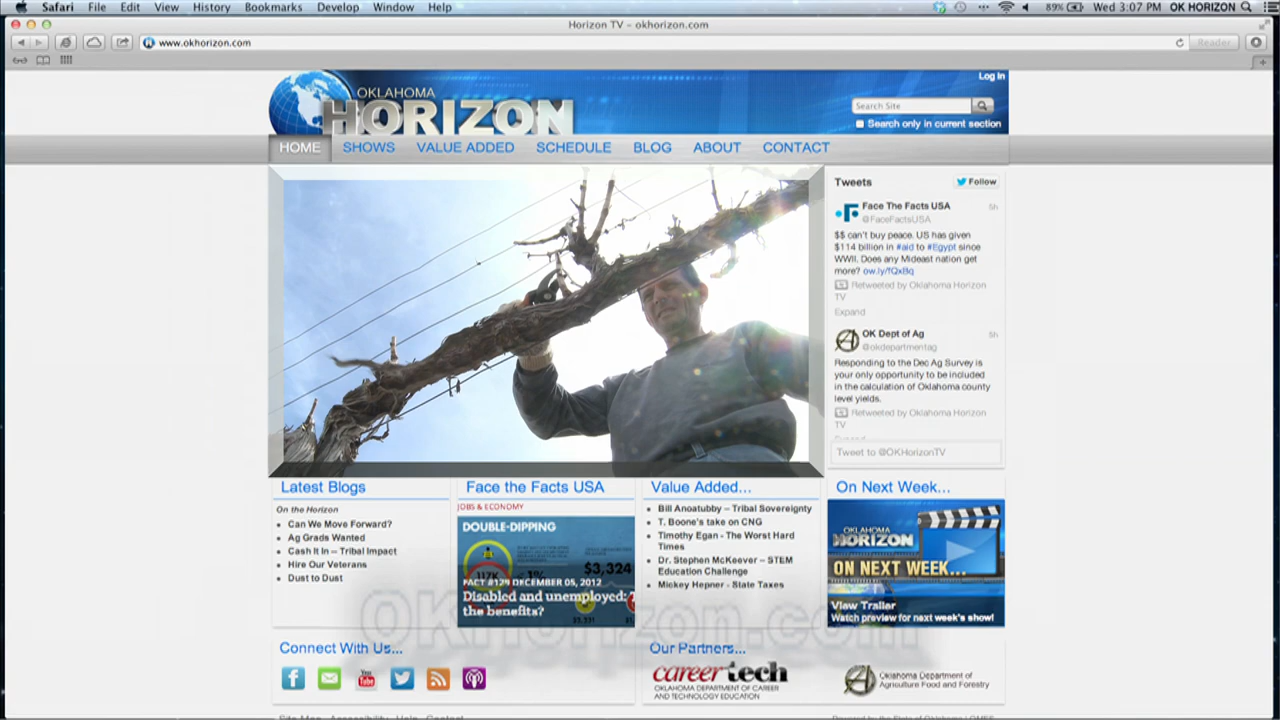 Safari File Edit View History Bookmarks Develop Window Help
89% Wed 3:07 PM OK HORIZON
Horizon TV – okhorizon.com
www.okhorizon.com
Reader
Log In
OKLAHOMA
HORIZON
Search Site
Search only in current section
HOME SHOWS VALUE ADDED SCHEDULE BLOG ABOUT CONTACT
Tweets
Follow
Face The Facts USA 5h
@FaceFactsUSA
$$ can't buy peace. US has given
$114 billion in #aid to #Egypt since
WWII. Does any Mideast nation get
more? ow.ly/fQxBq
Retweeted by Oklahoma Horizon
TV
Expand
OK Dept of Ag 5h
@okdepartmentag
Responding to the Dec Ag Survey is
your only opportunity to be included
in the calculation of Oklahoma county
level yields.
Retweeted by Oklahoma Horizon
TV
Tweet to @OKHorizonTV
Latest Blogs
On the Horizon
Can We Move Forward?
Ag Grads Wanted
Cash It In – Tribal Impact
Hire Our Veterans
Dust to Dust
Face the Facts USA
JOBS & ECONOMY
DOUBLE-DIPPING
117K
$3,324
FACT #129 DECEMBER 05, 2012
Disabled and unemployed:
the benefits?
Value Added...
Bill Anoatubby – Tribal Sovereignty
T. Boone's take on CNG
Timothy Egan - The Worst Hard
Times
Dr. Stephen McKeever – STEM
Education Challenge
Mickey Hepner - State Taxes
On Next Week...
OKLAHOMA
HORIZON
ON NEXT WEEK...
View Trailer
Watch preview for next week's show!
OKHorizon.com
Connect With Us...
You
Tube
Our Partners...
careertech
OKLAHOMA DEPARTMENT OF CAREER
AND TECHNOLOGY EDUCATION
Oklahoma Department of
Agriculture Food and Forestry